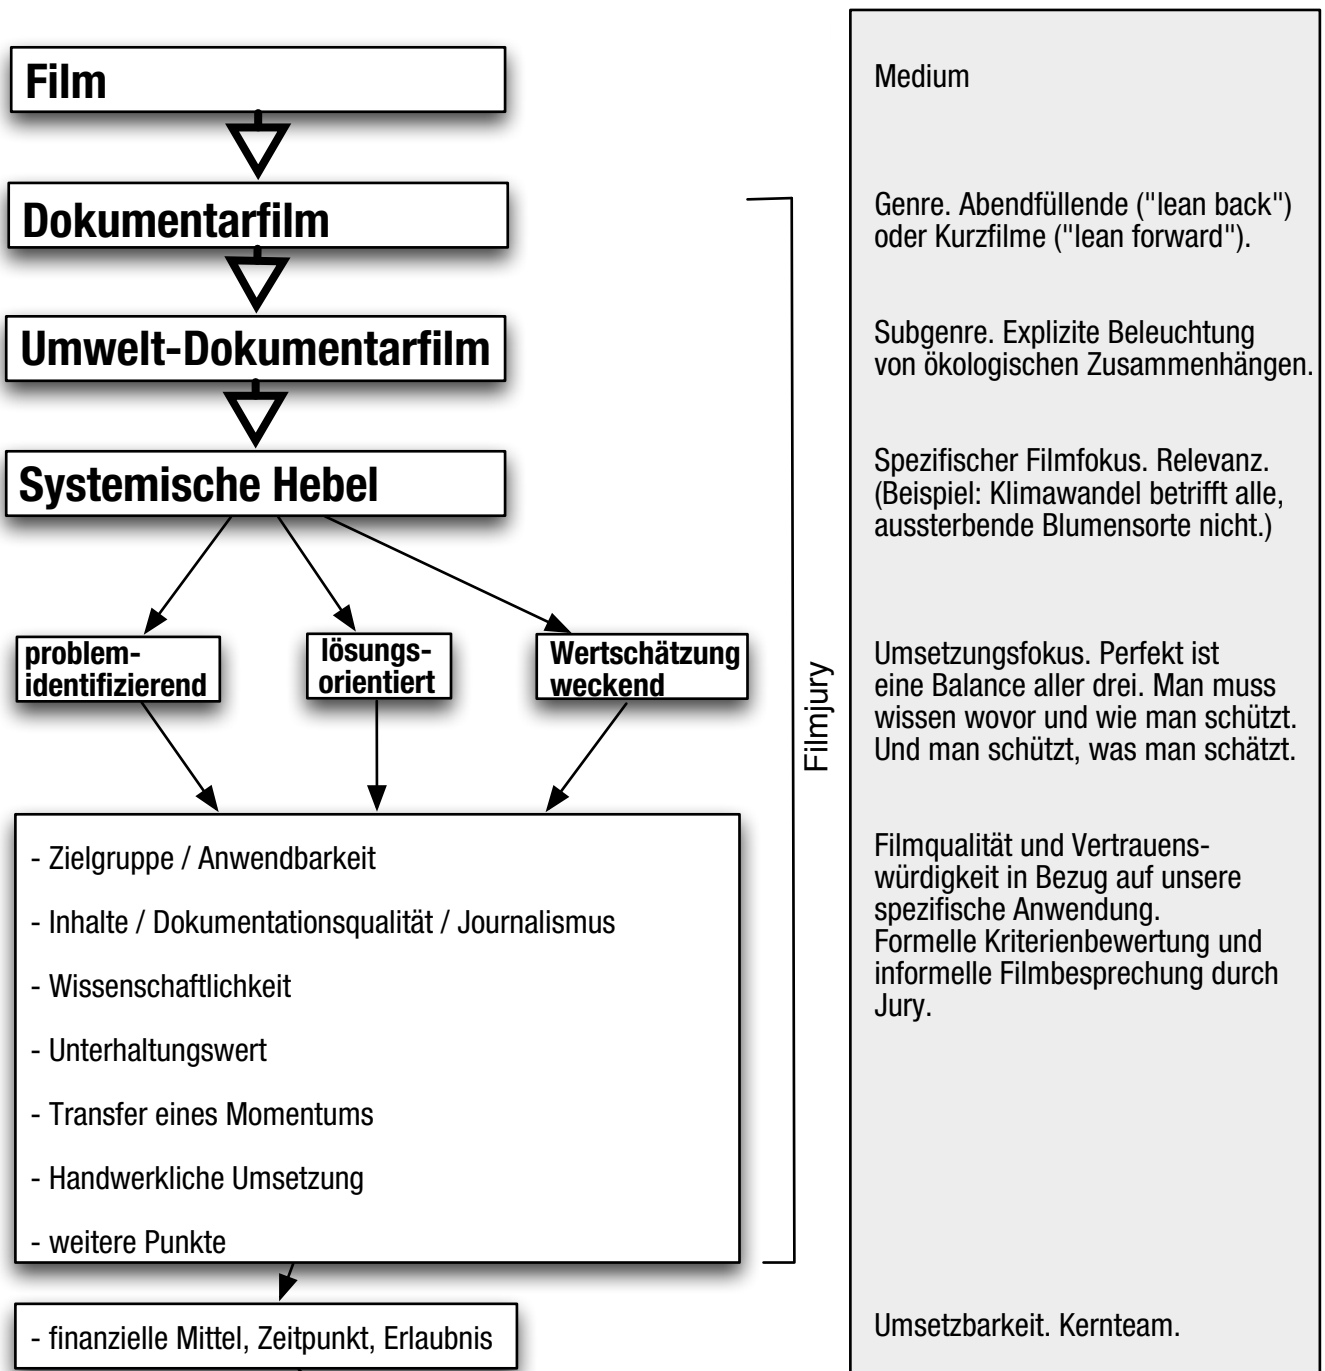 Film
Dokumentarfilm
Umwelt-Dokumentarfilm
Systemische Hebel
problem-
identifizierend
lösungs-
orientiert
Wertschätzung
weckend
- Zielgruppe / Anwendbarkeit
- Inhalte / Dokumentationsqualität / Journalismus
- Wissenschaftlichkeit
- Unterhaltungswert
- Transfer eines Momentums
- Handwerkliche Umsetzung
- weitere Punkte
- finanzielle Mittel, Zeitpunkt, Erlaubnis
Filmjury
Medium
Genre. Abendfüllende ("lean back")
oder Kurzfilme ("lean forward").
Subgenre. Explizite Beleuchtung
von ökologischen Zusammenhängen.
Spezifischer Filmfokus. Relevanz.
(Beispiel: Klimawandel betrifft alle,
aussterbende Blumensorte nicht.)
Umsetzungsfokus. Perfekt ist
eine Balance aller drei. Man muss
wissen wovor und wie man schützt.
Und man schützt, was man schätzt.
Filmqualität und Vertrauens-
würdigkeit in Bezug auf unsere
spezifische Anwendung.
Formelle Kriterienbewertung und
informelle Filmbesprechung durch
Jury.
Umsetzbarkeit. Kernteam.